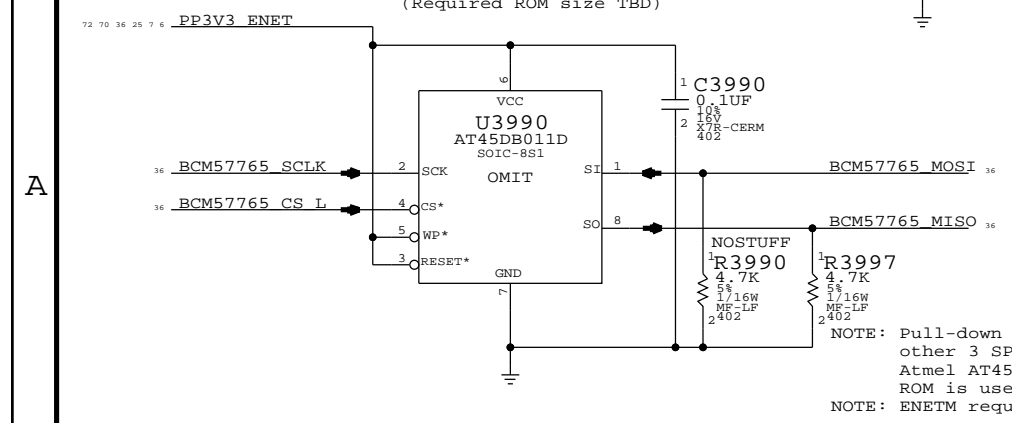 (Required ROM size TBD)
72 70 36 25 7 6 PP3V3_ENET
6
VCC
U3990
AT45DB011D
SOIC-8S1
OMIT
1 C3990
0.1UF
10%
16V
2 X7R-CERM
402
A
36 BCM57765_SCLK 2 SCK
SI 1 BCM57765_MOSI 36
36 BCM57765_CS_L 4 CS*
SO 8 BCM57765_MISO 36
5 WP*
3 RESET*
GND
7
NOSTUFF
1 R3990
4.7K
5%
1/16W
MF-LF
2 402
1 R3997
4.7K
5%
1/16W
MF-LF
2 402
NOTE: Pull-down
other 3 SP
Atmel AT45
ROM is use
NOTE: ENETM requ